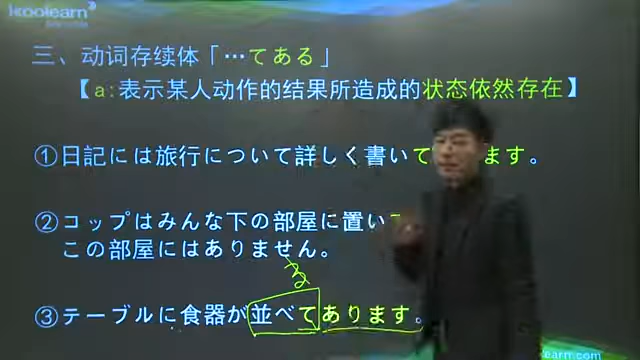 koolearn
三、动词存续体「…てある」
【a:表示某人动作的结果所造成的状态依然存在】
①日記には旅行について詳しく書いて ます。
②コップはみんな下の部屋に置い
この部屋にはありません。
る
③テーブルに食器が並べてあります。
learn.com